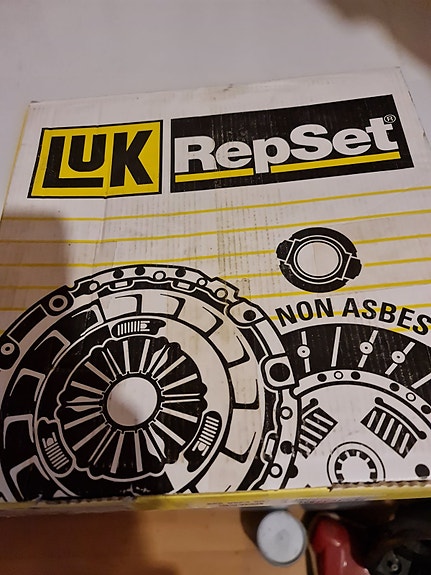 LUK
RepSet®
NON ASBES